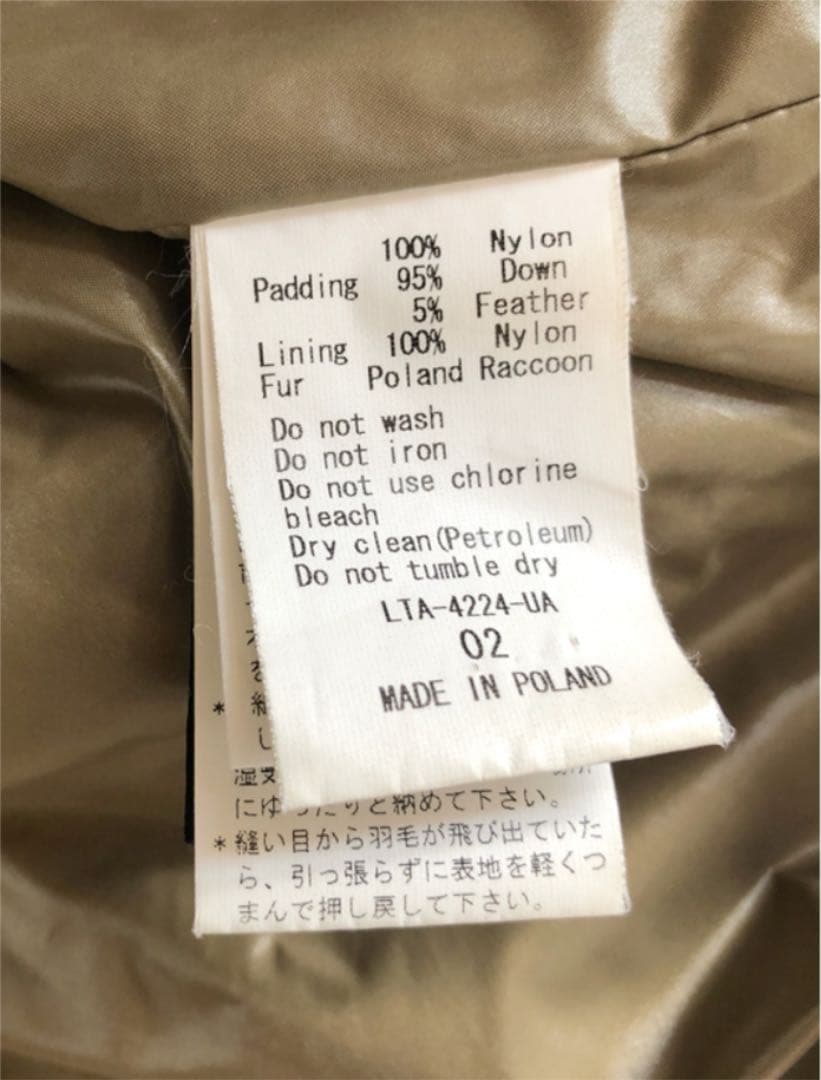 100% Nylon
Padding 95% Down
5% Feather
Lining 100% Nylon
Fur Poland Raccoon
Do not wash
Do not iron
Do not use chlorine
bleach
Dry clean(Petroleum)
Do not tumble dry
LTA-4224-UA
02
MADE IN POLAND
*
し
湿気
にゆったりと納めて下さい。
*縫い目から羽毛が飛び出ていた
ら、引っ張らずに表地を軽くつ
まんで押し戻して下さい。